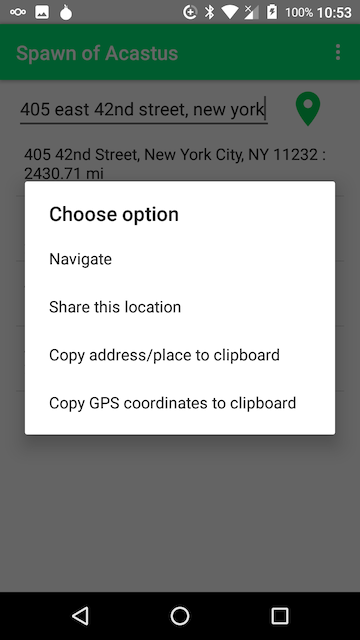 100% 10:53
Spawn of Acastus
405 east 42nd street, new york
405 42nd Street, New York City, NY 11232 :
2430.71 mi
Choose option
Navigate
Share this location
Copy address/place to clipboard
Copy GPS coordinates to clipboard